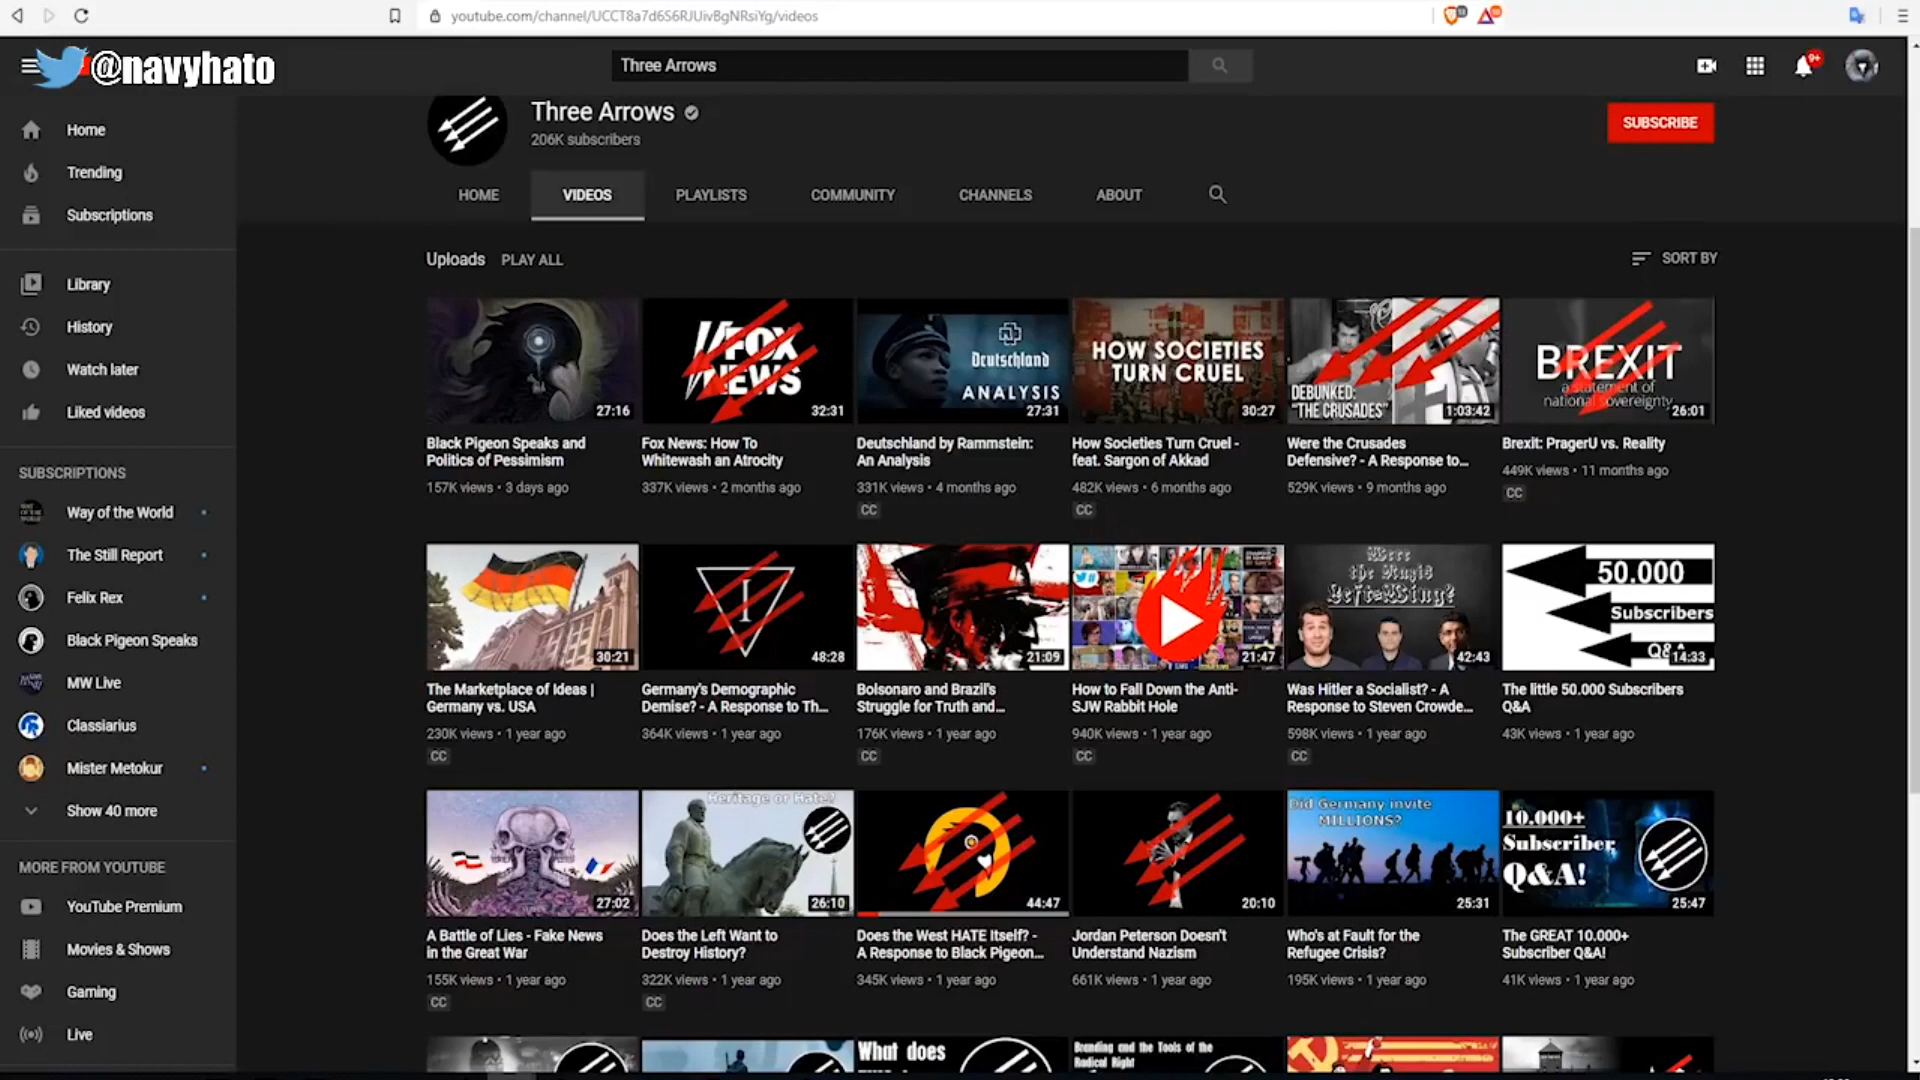 youtube.com/channel/UCCT8a7d6S6RJUivBgNRsiYg/videos
@navyhato
Three Arrows
9+
Three Arrows
206K subscribers
SUBSCRIBE
HOME
VIDEOS
PLAYLISTS
COMMUNITY
CHANNELS
ABOUT
Home
Trending
Subscriptions
Library
History
Watch later
Liked videos
SUBSCRIPTIONS
Way of the World
The Still Report
Felix Rex
Black Pigeon Speaks
MW Live
Classiarius
Mister Metokur
Show 40 more
MORE FROM YOUTUBE
YouTube Premium
Movies & Shows
Gaming
Live
Uploads PLAY ALL
SORT BY
27:16
Black Pigeon Speaks and
Politics of Pessimism
157K views • 3 days ago
FOX
NEWS
32:31
Fox News: How To
Whitewash an Atrocity
337K views • 2 months ago
Deutschland
ANALYSIS
27:31
Deutschland by Rammstein:
An Analysis
331K views • 4 months ago
CC
HOW SOCIETIES
TURN CRUEL
30:27
How Societies Turn Cruel -
feat. Sargon of Akkad
482K views • 6 months ago
CC
DEBUNKED:
"THE CRUSADES"
1:03:42
Were the Crusades
Defensive? - A Response to...
529K views • 9 months ago
BREXIT
a statement of
national sovereignty
26:01
Brexit: PragerU vs. Reality
449K views • 11 months ago
CC
30:21
The Marketplace of Ideas |
Germany vs. USA
230K views • 1 year ago
CC
I
48:28
Germany's Demographic
Demise? - A Response to Th...
364K views • 1 year ago
21:09
Bolsonaro and Brazil's
Struggle for Truth and...
176K views • 1 year ago
CC
21:47
How to Fall Down the Anti-
SJW Rabbit Hole
940K views • 1 year ago
CC
Were
the Nazis
Left-Wing?
42:43
Was Hitler a Socialist? - A
Response to Steven Crowde...
598K views • 1 year ago
CC
50.000
Subscribers
Q&A
14:33
The little 50.000 Subscribers
Q&A
43K views • 1 year ago
27:02
A Battle of Lies - Fake News
in the Great War
155K views • 1 year ago
CC
Heritage or Hate?
26:10
Does the Left Want to
Destroy History?
322K views • 1 year ago
CC
44:47
Does the West HATE Itself? -
A Response to Black Pigeon...
345K views • 1 year ago
20:10
Jordan Peterson Doesn't
Understand Nazism
661K views • 1 year ago
Did Germany invite
MILLIONS?
25:31
Who's at Fault for the
Refugee Crisis?
195K views • 1 year ago
10.000+
Subscriber
Q&A!
25:47
The GREAT 10.000+
Subscriber Q&A!
41K views • 1 year ago
What does
Branding and the Tools of the
Radical Right